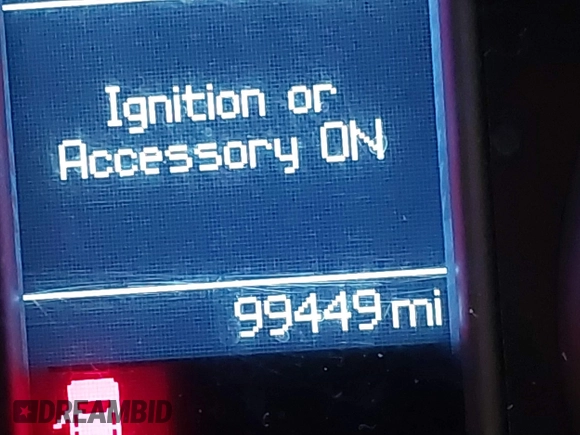 Ignition or
Accessory ON
99449 mi
DREAMBID